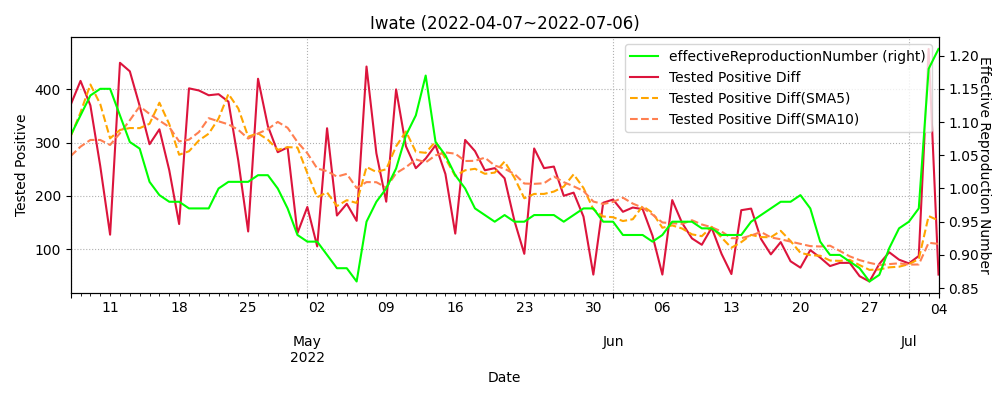 Iwate (2022-04-07~2022-07-06)
effectiveReproductionNumber (right)
Tested Positive Diff
Tested Positive Diff(SMA5)
Tested Positive Diff(SMA10)
Tested Positive
400
300
200
100
Effective Reproduction Number
1.20
1.15
1.10
1.05
1.00
0.95
0.90
0.85
11 18 25 02 09 16 23 30 06 13 20 27 04
May Jun Jul
2022
Date